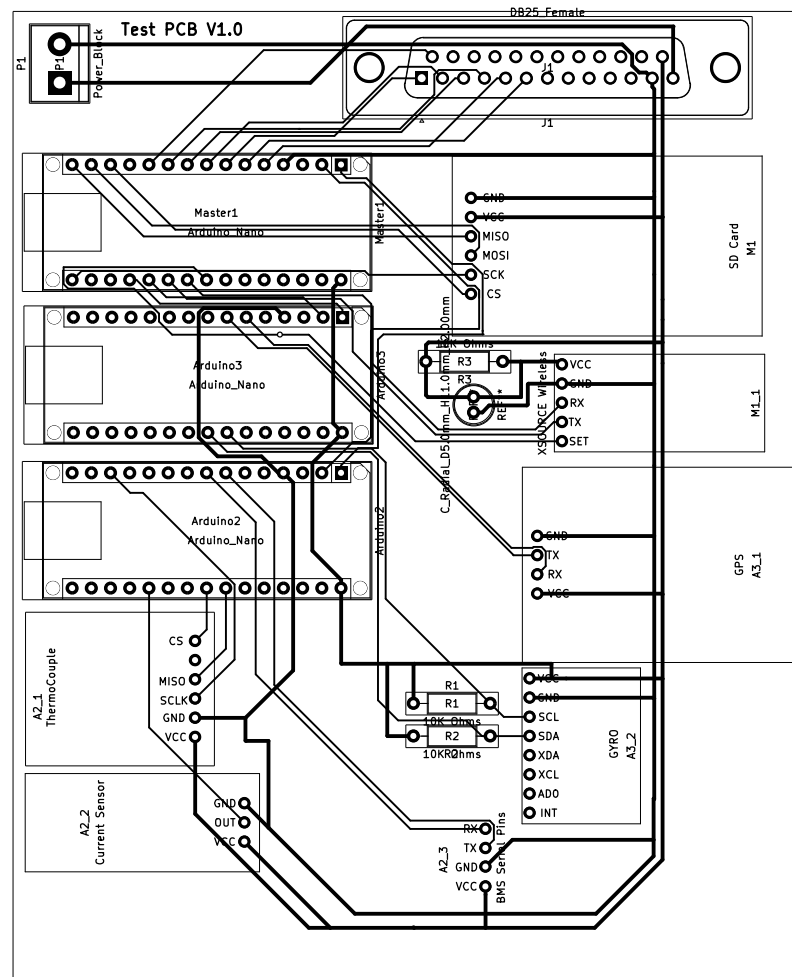 DB25_Female
Test PCB V1.0
P1
P1
Power_Block
J1
J1
Master1
Arduino_Nano
Master1
GND
VCC
MISO
MOSI
SCK
CS
SD Card
M1
Arduino3
Arduino_Nano
Arduino3
C_Radial_D5.0mm_H11.0mm_P2.00mm
10K Ohms
R3
R3
REF*
XSOURCE Wireless
VCC
GND
RX
TX
SET
M1_1
Arduino2
Arduino_Nano
Arduino2
GND
TX
RX
VCC
GPS
A3_1
A2_1
ThermoCouple
CS
MISO
SCLK
GND
VCC
R1
R1
10K Ohms
R2
10K Ohms
R2
VCC
GND
SCL
SDA
XDA
XCL
AD0
INT
GYRO
A3_2
A2_2
Current Sensor
GND
OUT
VCC
A2_3
RX
TX
GND
VCC
BMS Serial Pins